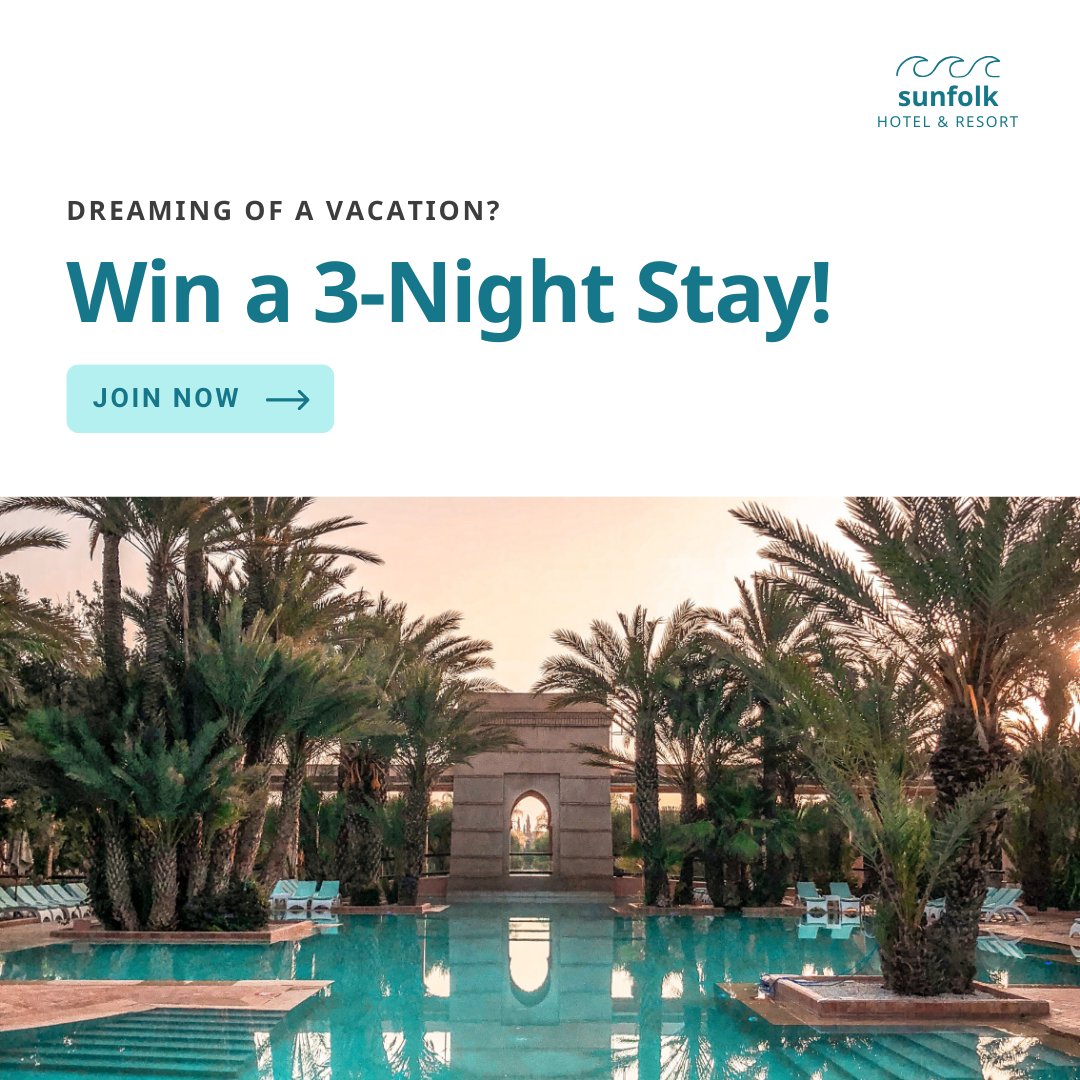 sunfolk
HOTEL & RESORT
DREAMING OF A VACATION?
Win a 3-Night Stay!
JOIN NOW